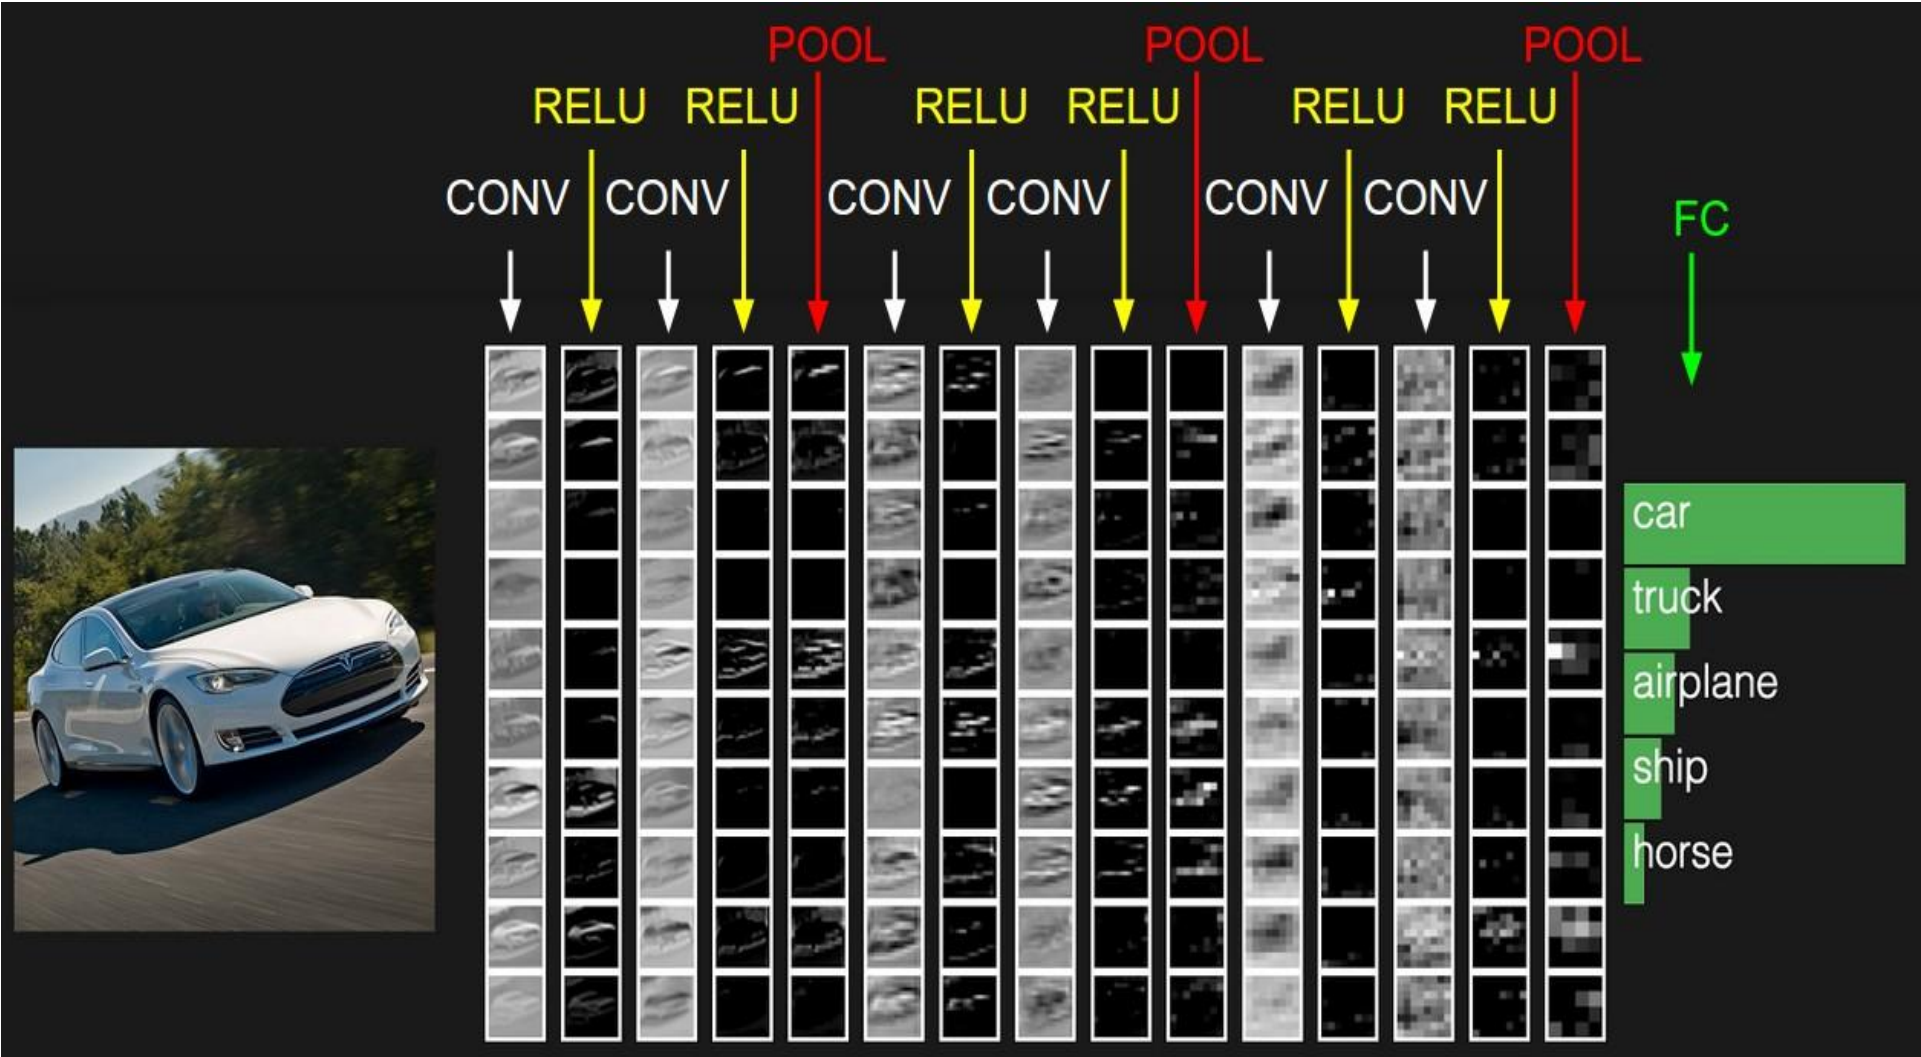 POOL POOL POOL
RELU RELU RELU RELU RELU RELU
CONV CONV CONV CONV CONV CONV
FC
car
truck
airplane
ship
horse